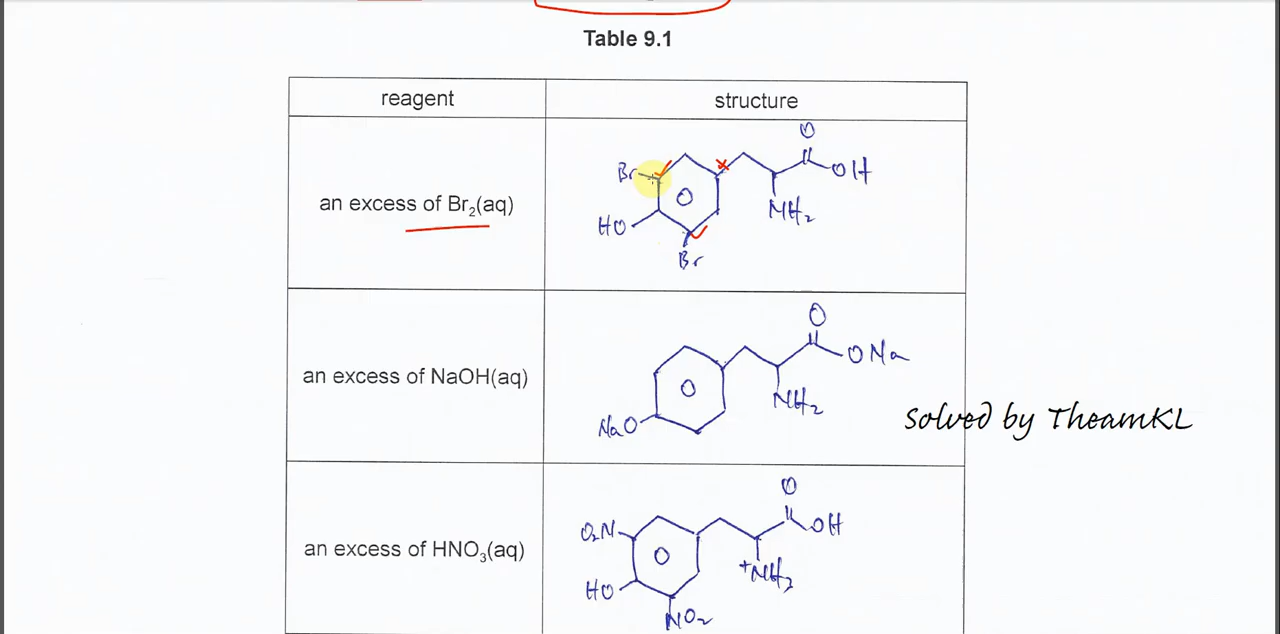 Table 9.1
reagent
structure
an excess of Br₂(aq)
O
Br
OH
NH₂
HO
Br
an excess of NaOH(aq)
O
ONa
NH₂
NaO
Solved by TheamKL
an excess of HNO₃(aq)
O
O₂N
OH
+NH₃
HO
NO₂